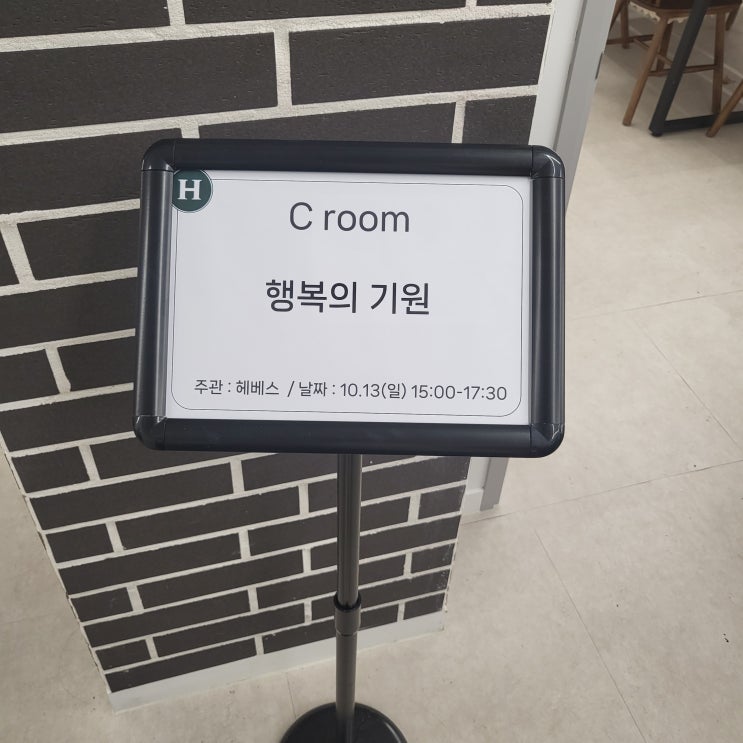 H
C room
행복의 기원
주관 : 헤베스 / 날짜 : 10.13(일) 15:00-17:30